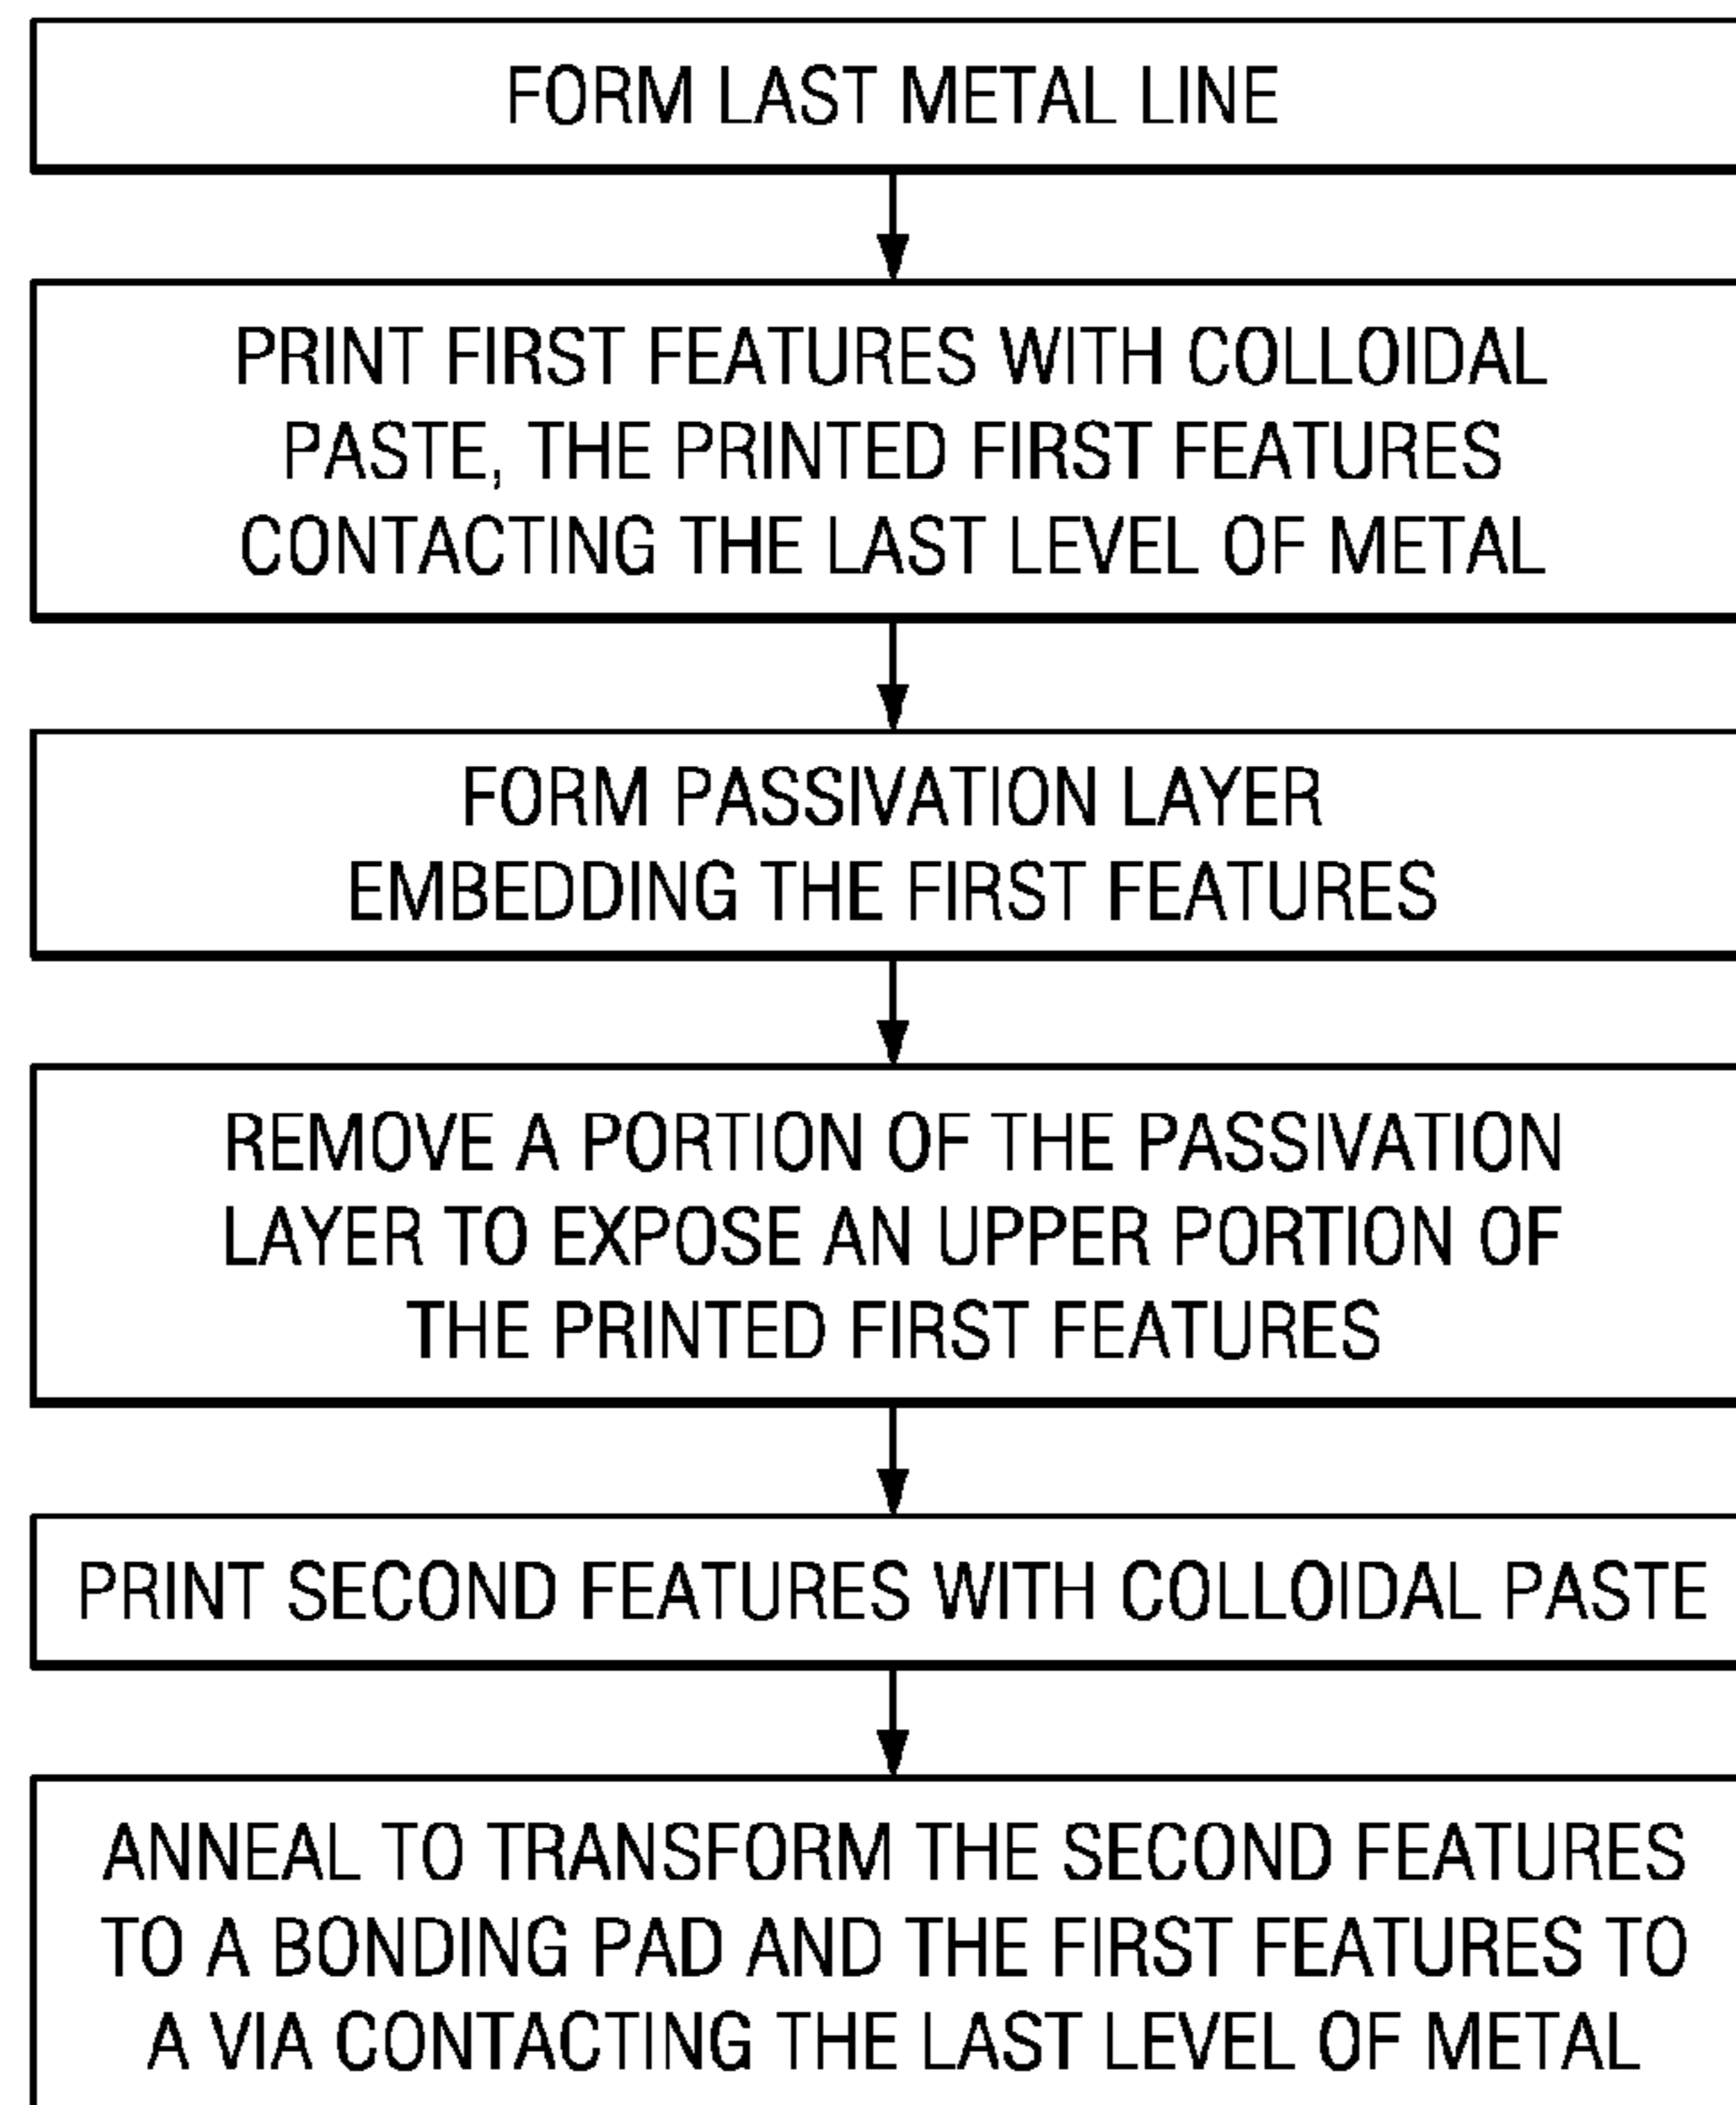 FORM LAST METAL LINE
PRINT FIRST FEATURES WITH COLLOIDAL
PASTE, THE PRINTED FIRST FEATURES
CONTACTING THE LAST LEVEL OF METAL
FORM PASSIVATION LAYER
EMBEDDING THE FIRST FEATURES
REMOVE A PORTION OF THE PASSIVATION
LAYER TO EXPOSE AN UPPER PORTION OF
THE PRINTED FIRST FEATURES
PRINT SECOND FEATURES WITH COLLOIDAL PASTE
ANNEAL TO TRANSFORM THE SECOND FEATURES
TO A BONDING PAD AND THE FIRST FEATURES TO
A VIA CONTACTING THE LAST LEVEL OF METAL